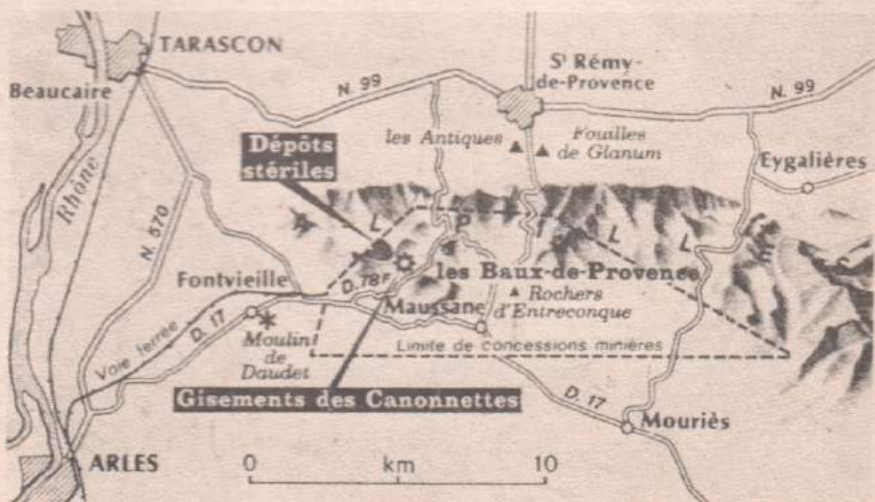 TARASCON
Beaucaire
N. 99
Sᵗ Rémy-
de-Provence
N. 99
Rhône
les Antiques
Fouilles
de Glanum
Eygalières
Dépôts
stériles
N. 570
A L P I L L E S
Fontvieille
D. 78F
les Baux-de-Provence
Maussane
Rochers
d'Entreconque
Voie ferrée
D. 17
Moulin
de
Daudet
Limite de concessions minières
Gisements des Canonnettes
D. 17
Mouriès
ARLES
0 km 10